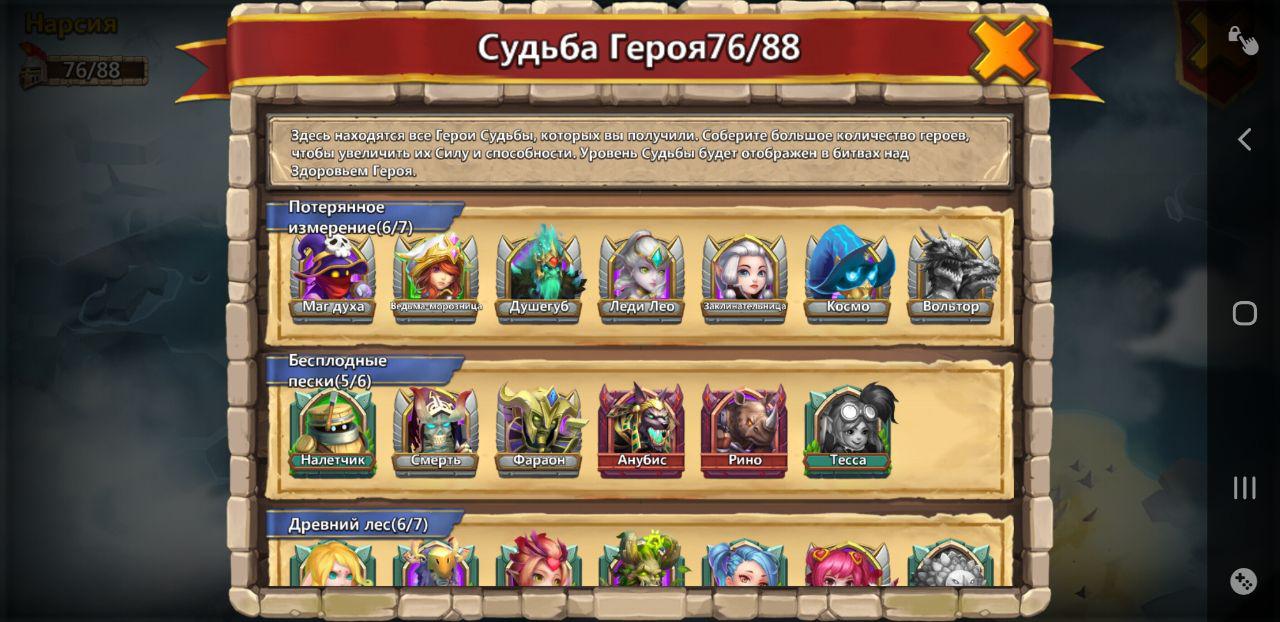 Нарсия
76/88
Судьба Героя76/88
Здесь находятся все Герои Судьбы, которых вы получили. Соберите большое количество героев,
чтобы увеличить их Силу и способности. Уровень Судьбы будет отображен в битвах над
Здоровьем Героя.
Потерянное
измерение(6/7)
Маг духа
Ведьма-морозница
Душегуб
Леди Лео
Заклинательница
Космо
Вольтор
Бесплодные
пески(5/6)
Налетчик
Смерть
Фараон
Анубис
Рино
Тесса
Древний лес(6/7)